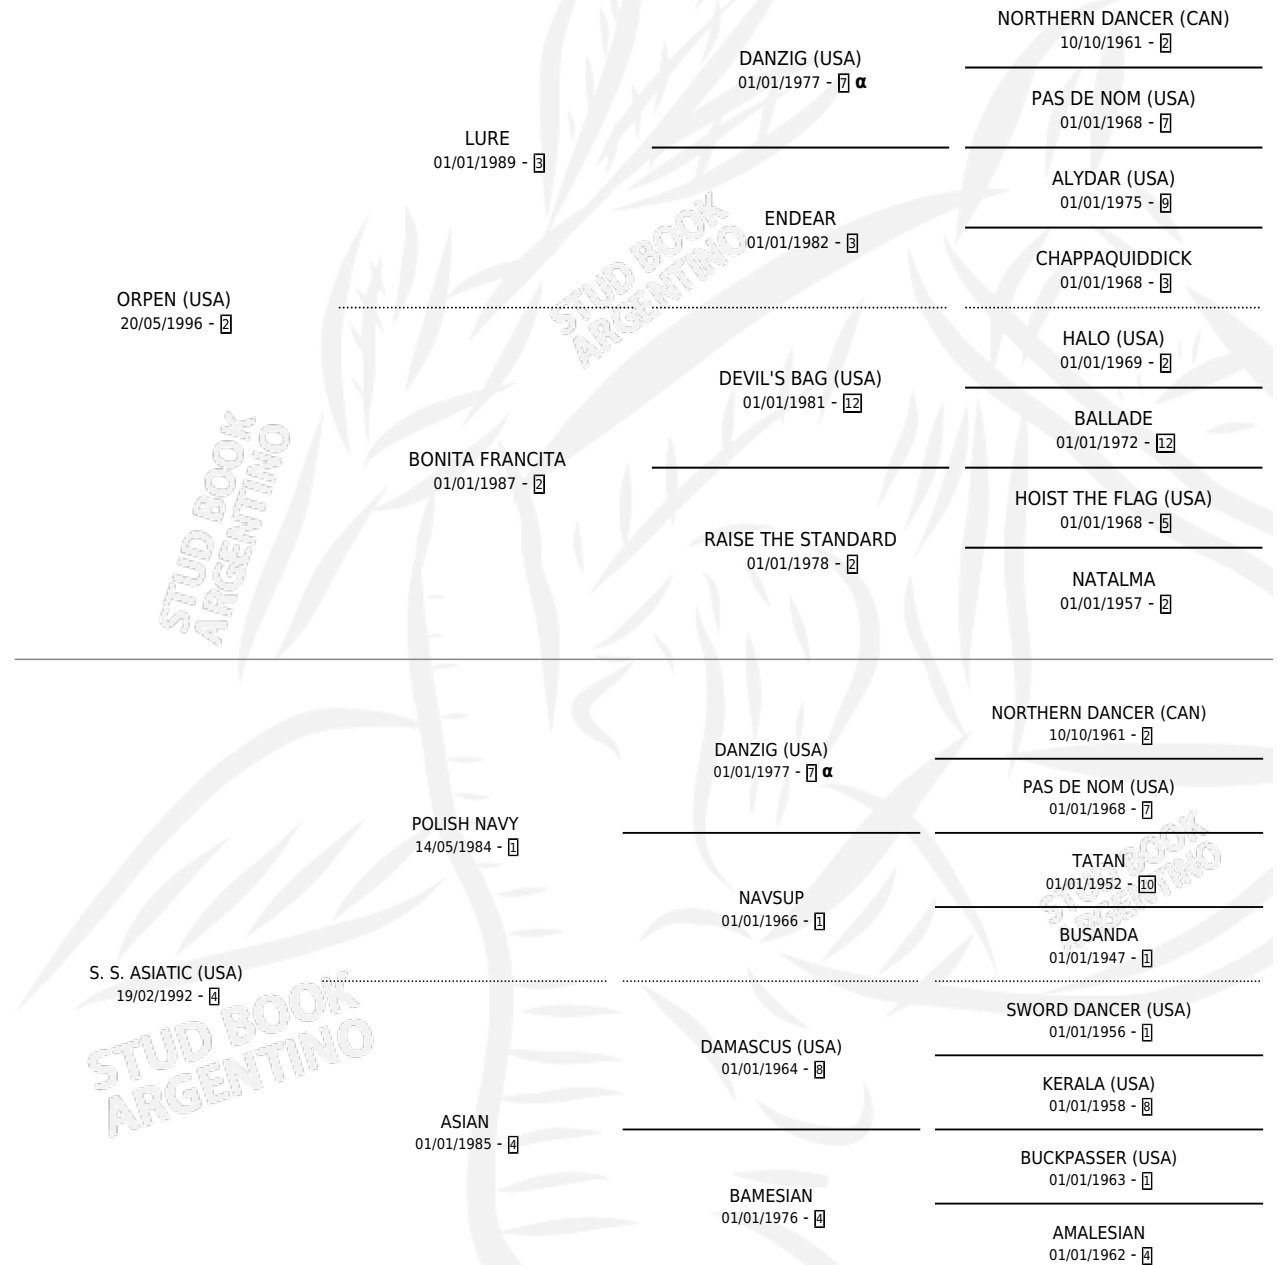 NORTHERN DANCER (CAN)
10/10/1961 - 2
DANZIG (USA)
01/01/1977 - 7 α
PAS DE NOM (USA)
01/01/1968 - 7
LURE
01/01/1989 - 3
ALYDAR (USA)
01/01/1975 - 9
ENDEAR
01/01/1982 - 3
CHAPPAQUIDDICK
01/01/1968 - 3
ORPEN (USA)
20/05/1996 - 2
HALO (USA)
01/01/1969 - 2
DEVIL'S BAG (USA)
01/01/1981 - 12
BALLADE
01/01/1972 - 12
BONITA FRANCITA
01/01/1987 - 2
HOIST THE FLAG (USA)
01/01/1968 - 5
RAISE THE STANDARD
01/01/1978 - 2
NATALMA
01/01/1957 - 2
STUD BOOK
ARGENTINO
STUD BOOK
ARGENTINO
NORTHERN DANCER (CAN)
10/10/1961 - 2
DANZIG (USA)
01/01/1977 - 7 α
PAS DE NOM (USA)
01/01/1968 - 7
POLISH NAVY
14/05/1984 - 1
TATAN
01/01/1952 - 10
NAVSUP
01/01/1966 - 1
BUSANDA
01/01/1947 - 1
S. S. ASIATIC (USA)
19/02/1992 - 4
SWORD DANCER (USA)
01/01/1956 - 1
DAMASCUS (USA)
01/01/1964 - 8
KERALA (USA)
01/01/1958 - 8
ASIAN
01/01/1985 - 4
BUCKPASSER (USA)
01/01/1963 - 1
BAMESIAN
01/01/1976 - 4
AMALESIAN
01/01/1962 - 4
STUD BOOK
ARGENTINO
STUD BOOK
ARGENTINO